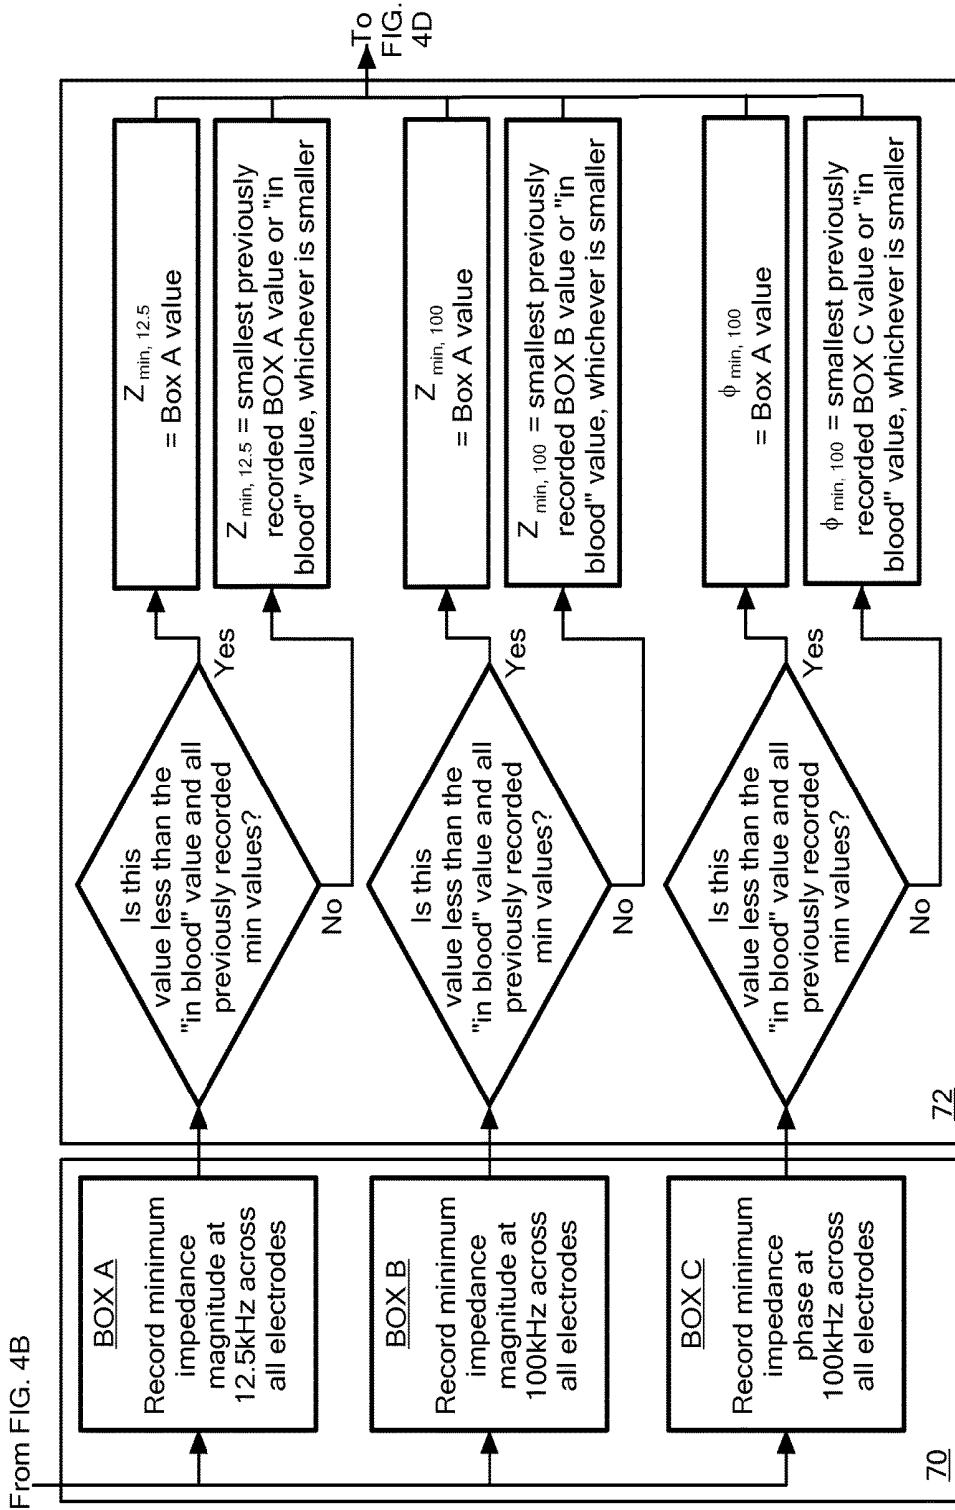 From FIG. 4B
BOX A
Record minimum
impedance
magnitude at
12.5kHz across
all electrodes
BOX B
Record minimum
impedance
magnitude at
100kHz across
all electrodes
BOX C
Record minimum
impedance
phase at
100kHz across
all electrodes
70
Is this
value less than the
"in blood" value and all
previously recorded
min values?
Yes
No
Is this
value less than the
"in blood" value and all
previously recorded
min values?
Yes
No
Is this
value less than the
"in blood" value and all
previously recorded
min values?
Yes
No
72
Z min, 12.5
= Box A value
Z min, 12.5 = smallest previously
recorded BOX A value or "in
blood" value, whichever is smaller
Z min, 100
= Box A value
Z min, 100 = smallest previously
recorded BOX B value or "in
blood" value, whichever is smaller
ϕ min, 100
= Box A value
ϕ min, 100 = smallest previously
recorded BOX C value or "in
blood" value, whichever is smaller
To
FIG.
4D